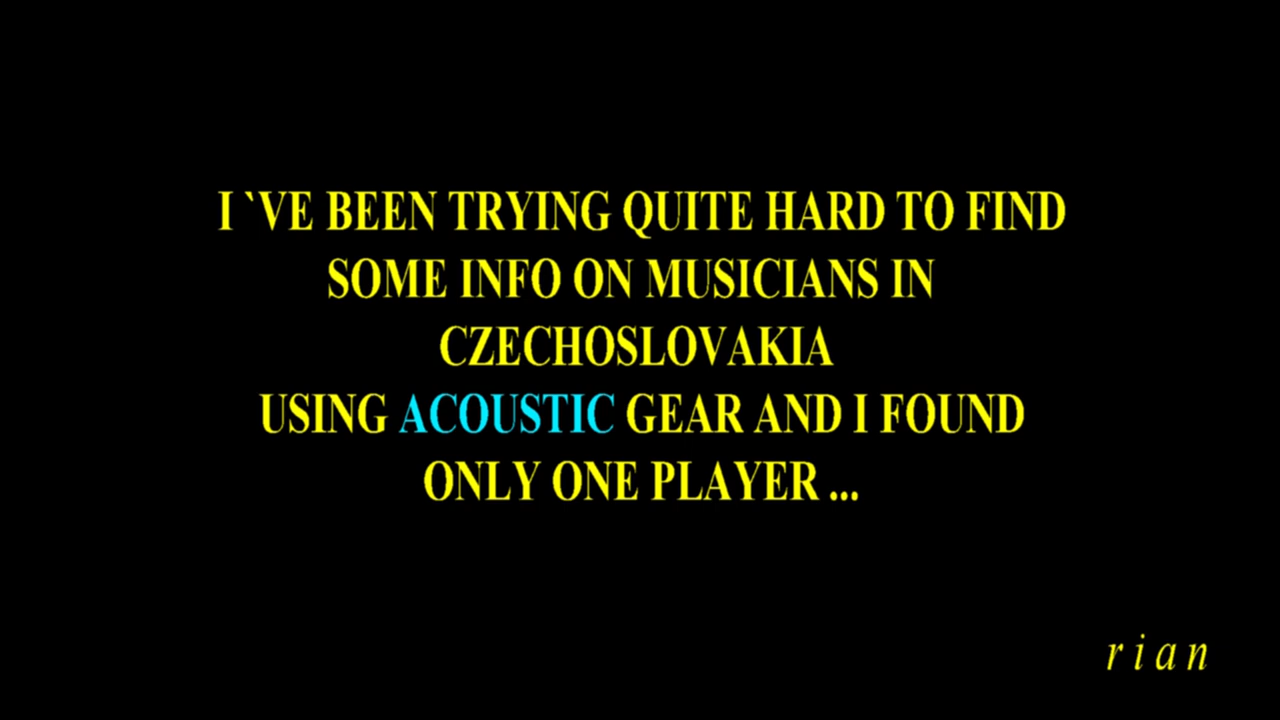 I `VE BEEN TRYING QUITE HARD TO FIND
SOME INFO ON MUSICIANS IN
CZECHOSLOVAKIA
USING ACOUSTIC GEAR AND I FOUND
ONLY ONE PLAYER ...
r i a n